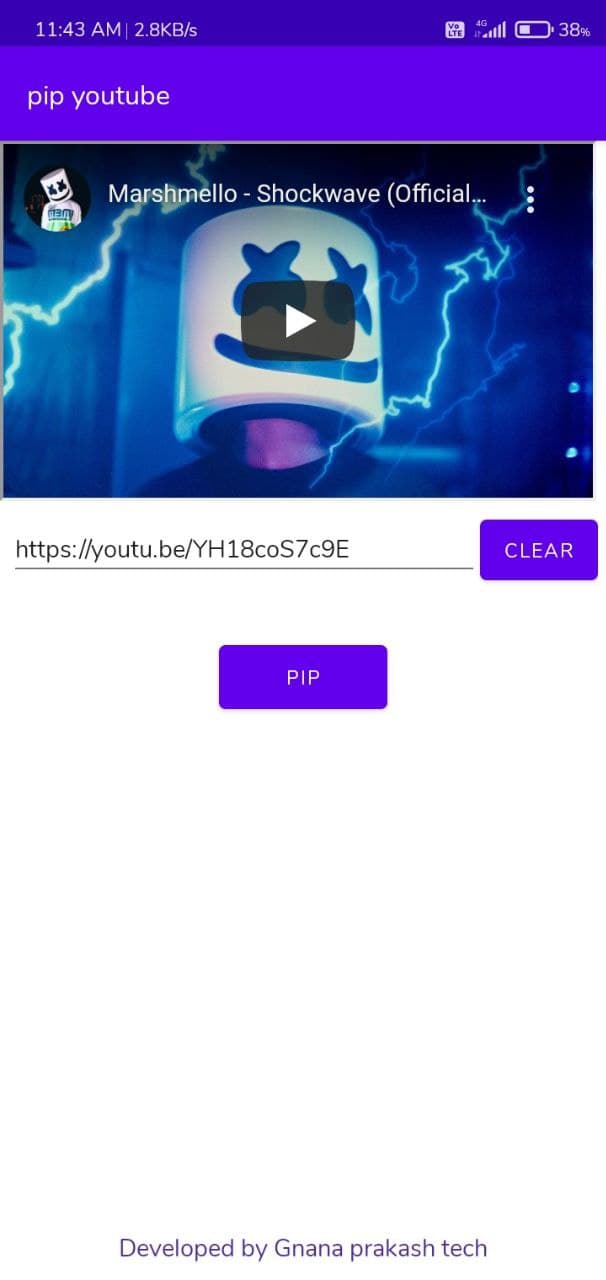 11:43 AM | 2.8KB/s Vo LTE 4G 38%
pip youtube
Marshmello - Shockwave (Official...
https://youtu.be/YH18coS7c9E CLEAR
PIP
Developed by Gnana prakash tech